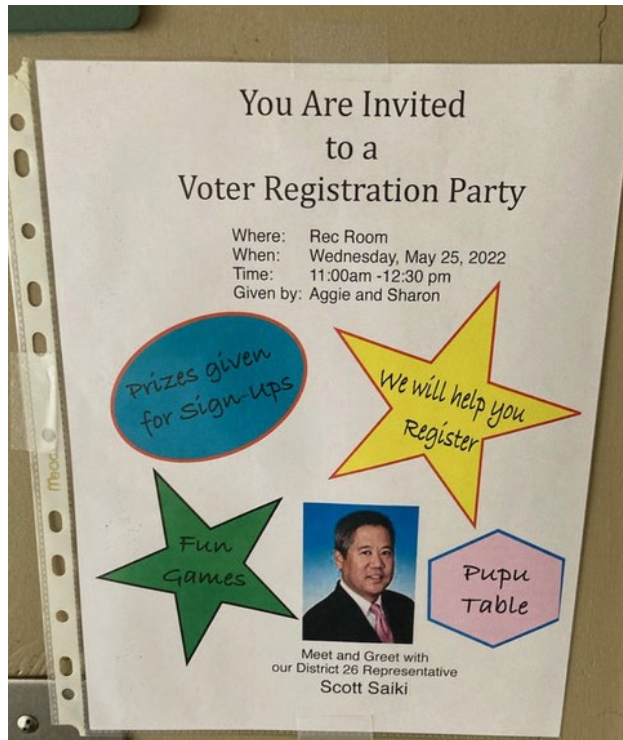 You Are Invited
to a
Voter Registration Party
Where: Rec Room
When: Wednesday, May 25, 2022
Time: 11:00am -12:30 pm
Given by: Aggie and Sharon
Prizes given
for Sign-Ups
We will help you
Register
Fun
Games
Pupu
Table
Meet and Greet with
our District 26 Representative
Scott Saiki